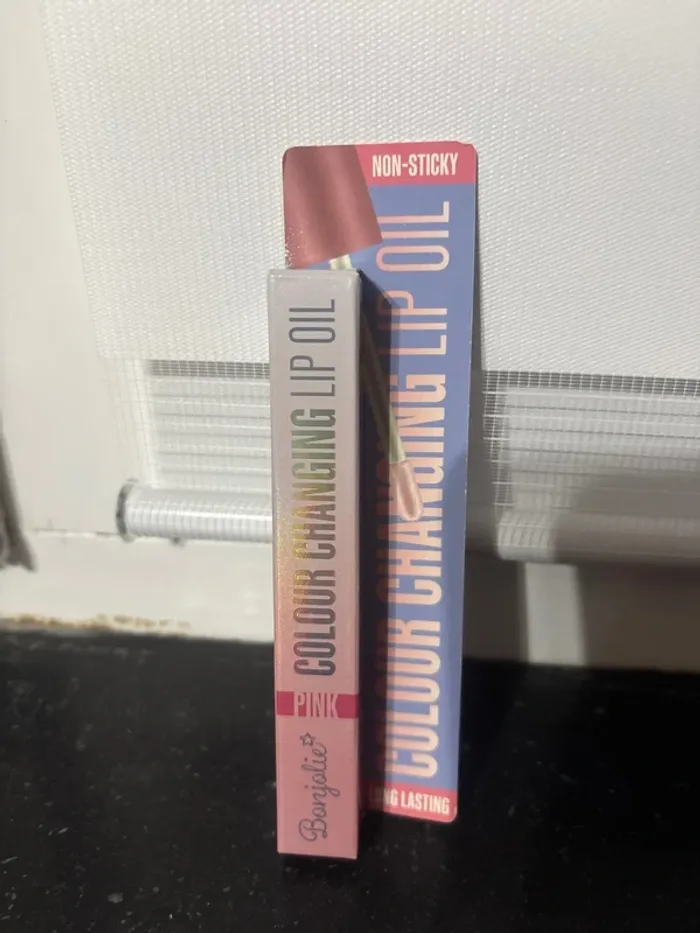 NON-STICKY
COLOUR CHANGING LIP OIL
LONG LASTING
COLOUR CHANGING LIP OIL
PINK
Bonjolie